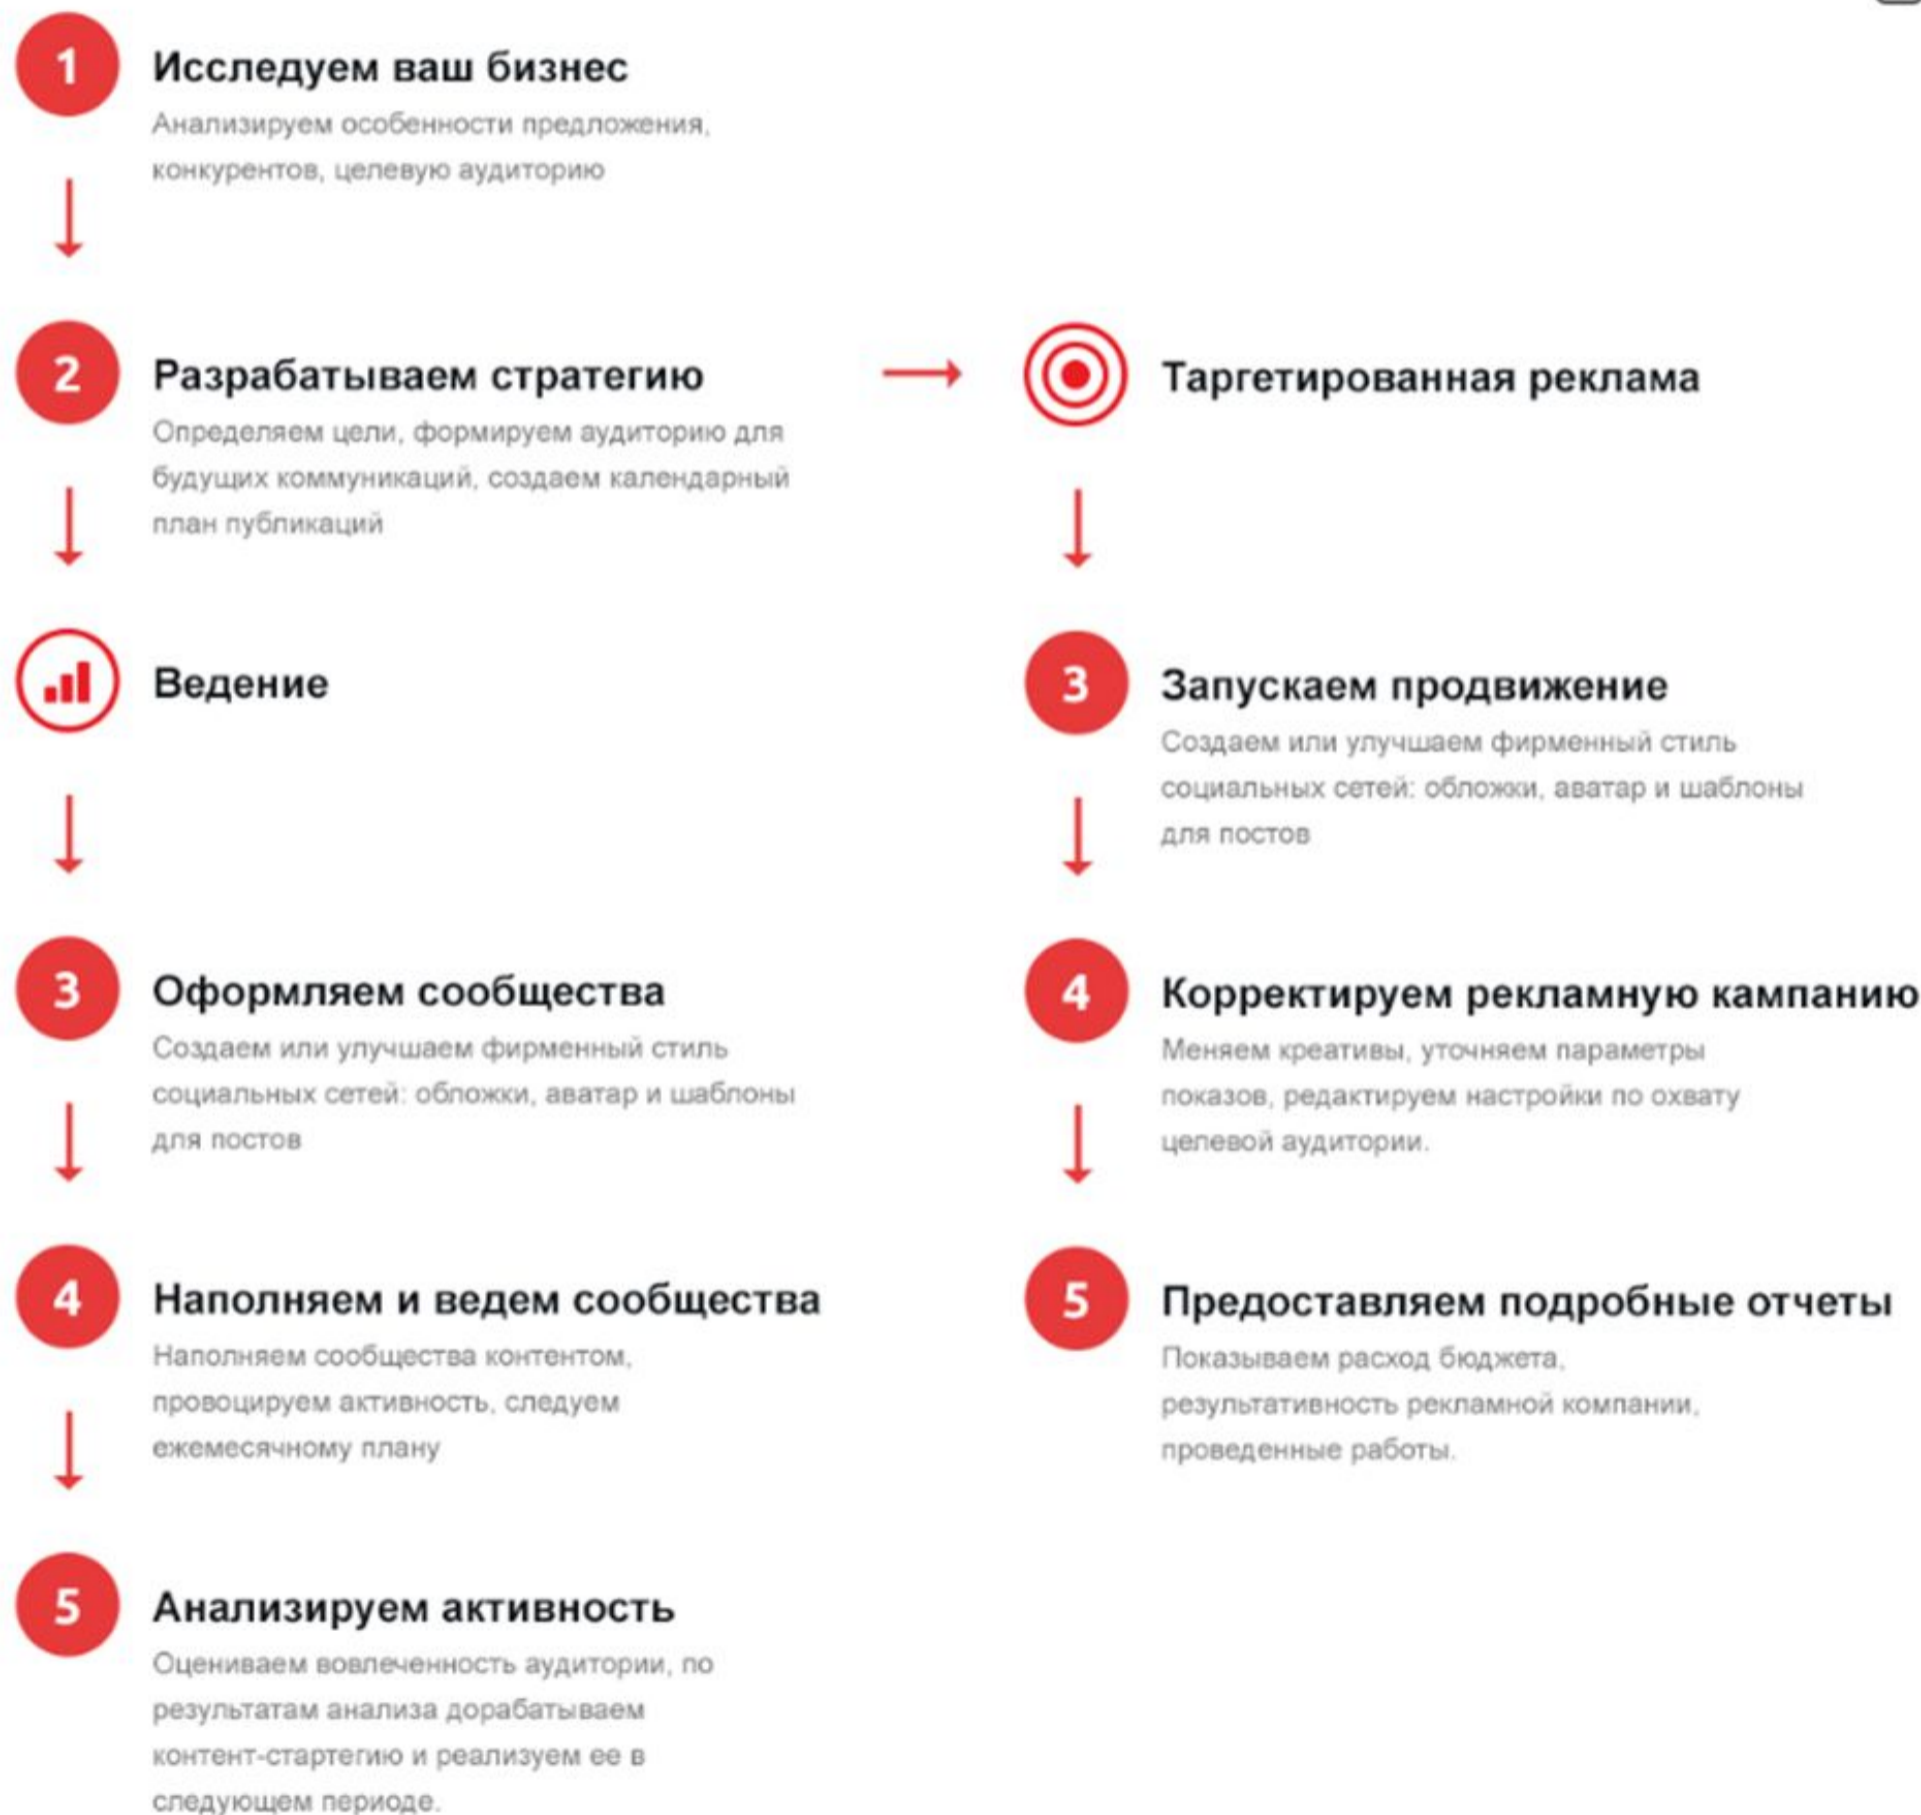 1
Исследуем ваш бизнес
Анализируем особенности предложения,
конкурентов, целевую аудиторию
2
Разрабатываем стратегию
Определяем цели, формируем аудиторию для
будущих коммуникаций, создаем календарный
план публикаций
Ведение
3
Оформляем сообщества
Создаем или улучшаем фирменный стиль
социальных сетей: обложки, аватар и шаблоны
для постов
4
Наполняем и ведем сообщества
Наполняем сообщества контентом,
провоцируем активность, следуем
ежемесячному плану
5
Анализируем активность
Оцениваем вовлеченность аудитории, по
результатам анализа дорабатываем
контент-стартегию и реализуем ее в
следующем периоде.
Таргетированная реклама
3
Запускаем продвижение
Создаем или улучшаем фирменный стиль
социальных сетей: обложки, аватар и шаблоны
для постов
4
Корректируем рекламную кампанию
Меняем креативы, уточняем параметры
показов, редактируем настройки по охвату
целевой аудитории.
5
Предоставляем подробные отчеты
Показываем расход бюджета,
результативность рекламной компании,
проведенные работы.